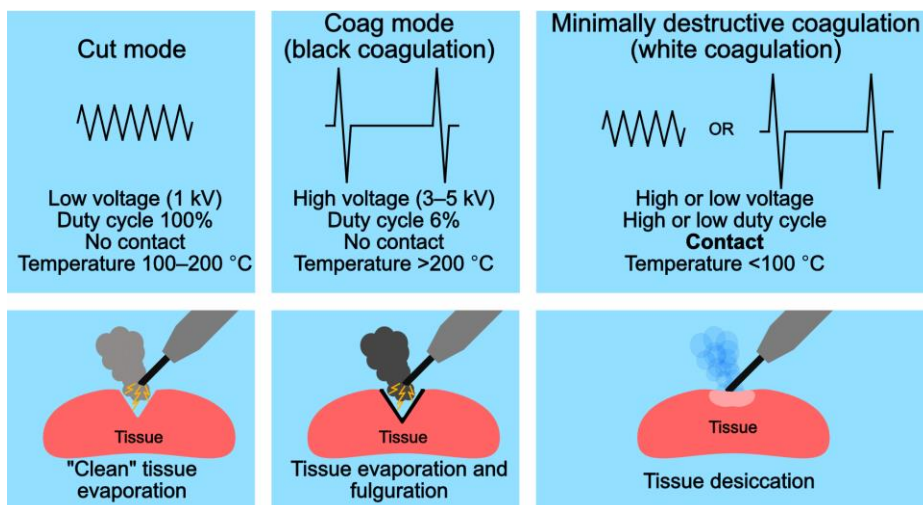 Cut mode
Low voltage (1 kV)
Duty cycle 100%
No contact
Temperature 100–200 °C
Coag mode
(black coagulation)
High voltage (3–5 kV)
Duty cycle 6%
No contact
Temperature >200 °C
Minimally destructive coagulation
(white coagulation)
OR
High or low voltage
High or low duty cycle
Contact
Temperature <100 °C
Tissue
"Clean" tissue
evaporation
Tissue
Tissue evaporation and
fulguration
Tissue
Tissue desiccation